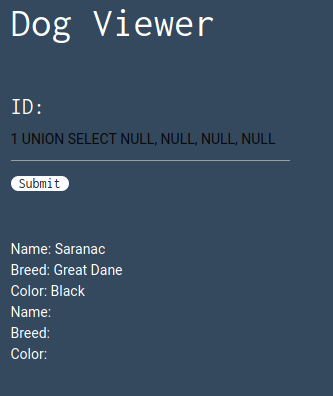 Dog Viewer
ID:
1 UNION SELECT NULL, NULL, NULL, NULL
Submit
Name: Saranac
Breed: Great Dane
Color: Black
Name:
Breed:
Color: